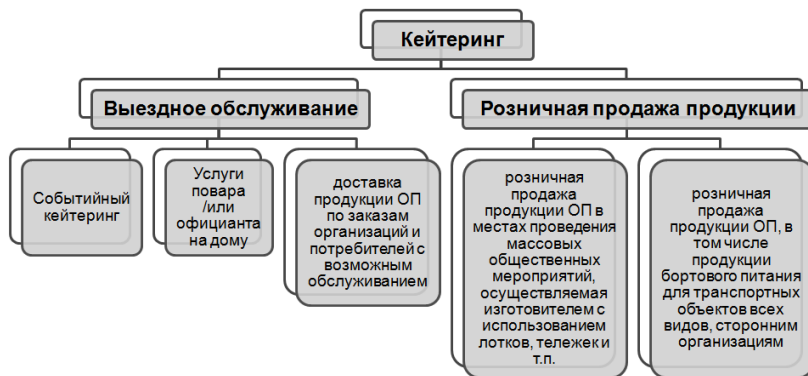 Кейтеринг
Выездное обслуживание
Розничная продажа продукции
Событийный
кейтеринг
Услуги
повара
/или
официанта
на дому
доставка
продукции ОП
по заказам
организаций и
потребителей с
возможным
обслуживанием
розничная
продажа
продукции ОП в
местах проведения
массовых
общественных
мероприятий,
осуществляемая
изготовителем с
использованием
лотков, тележек и
т.п.
розничная
продажа
продукции ОП, в
том числе
продукции
бортового питания
для транспортных
объектов всех
видов, сторонним
организациям